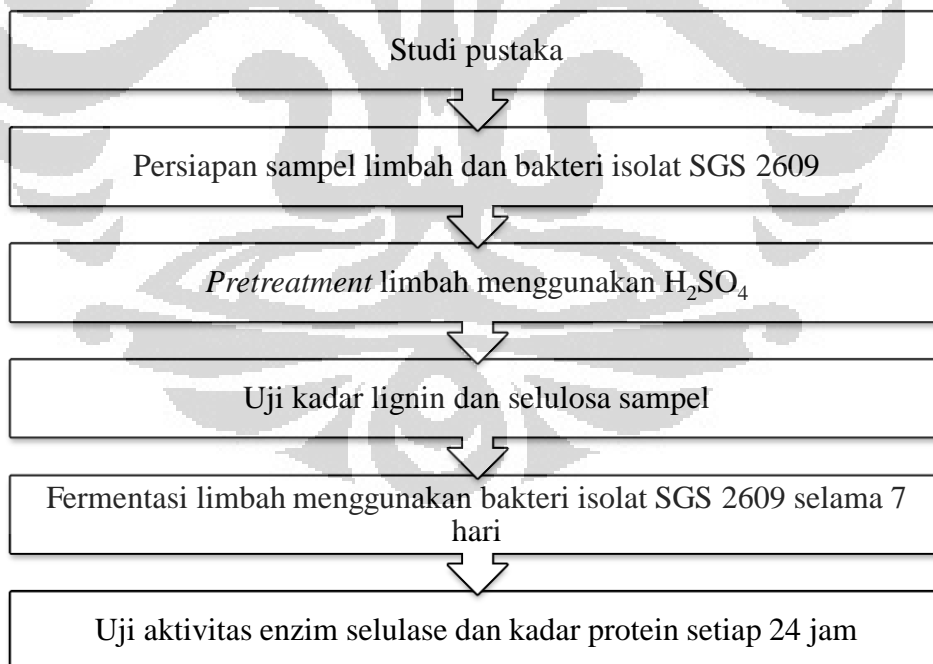 Studi pustaka
Persiapan sampel limbah dan bakteri isolat SGS 2609
Pretreatment limbah menggunakan H₂SO₄
Uji kadar lignin dan selulosa sampel
Fermentasi limbah menggunakan bakteri isolat SGS 2609 selama 7
hari
Uji aktivitas enzim selulase dan kadar protein setiap 24 jam